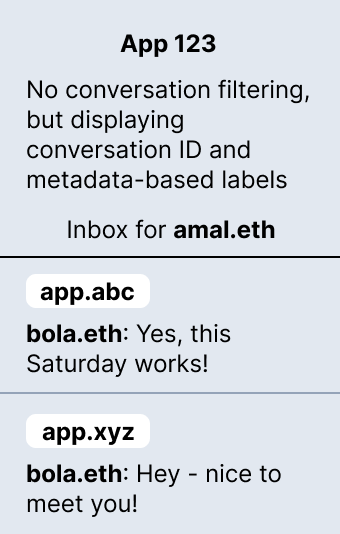 App 123
No conversation filtering,
but displaying
conversation ID and
metadata-based labels
Inbox for amal.eth
app.abc
bola.eth: Yes, this
Saturday works!
app.xyz
bola.eth: Hey - nice to
meet you!